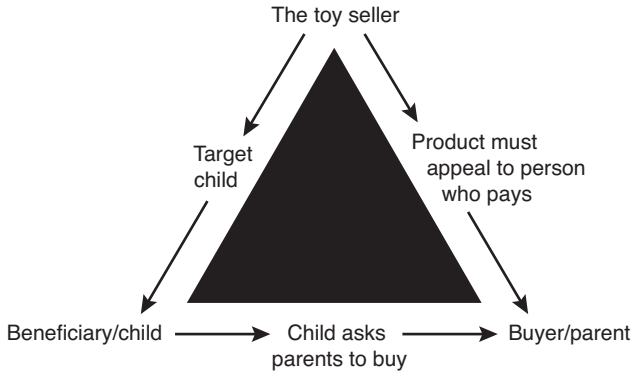 The toy seller
Target
child
Product must
appeal to person
who pays
Beneficiary/child
Child asks
parents to buy
Buyer/parent